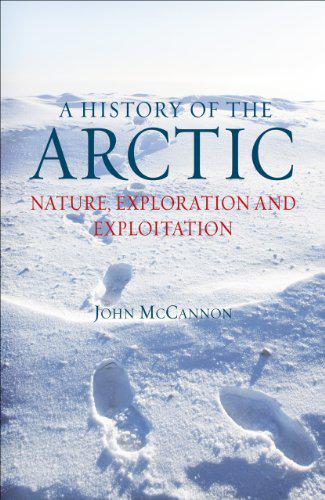 A HISTORY OF THE
ARCTIC
NATURE, EXPLORATION AND
EXPLOITATION
JOHN MCCANNON